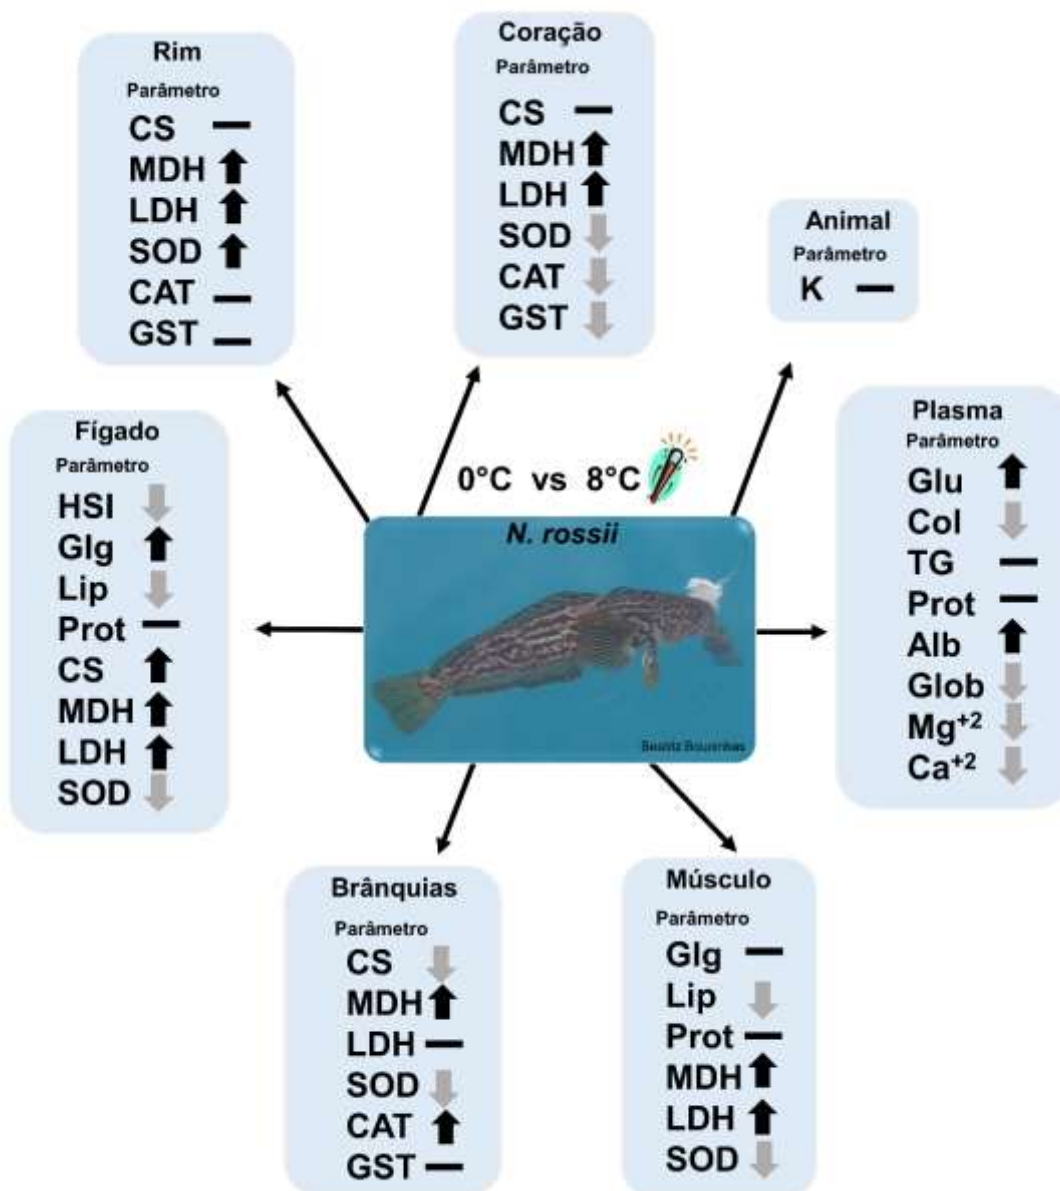 Rim
Parâmetro
CS
MDH
LDH
SOD
CAT
GST
Coração
Parâmetro
CS
MDH
LDH
SOD
CAT
GST
Animal
Parâmetro
K
Fígado
Parâmetro
HSI
Glg
Lip
Prot
CS
MDH
LDH
SOD
0°C vs 8°C
N. rossii
Plasma
Parâmetro
Glu
Col
TG
Prot
Alb
Glob
Mg⁺²
Ca⁺²
Brânquias
Parâmetro
CS
MDH
LDH
SOD
CAT
GST
Músculo
Parâmetro
Glg
Lip
Prot
MDH
LDH
SOD